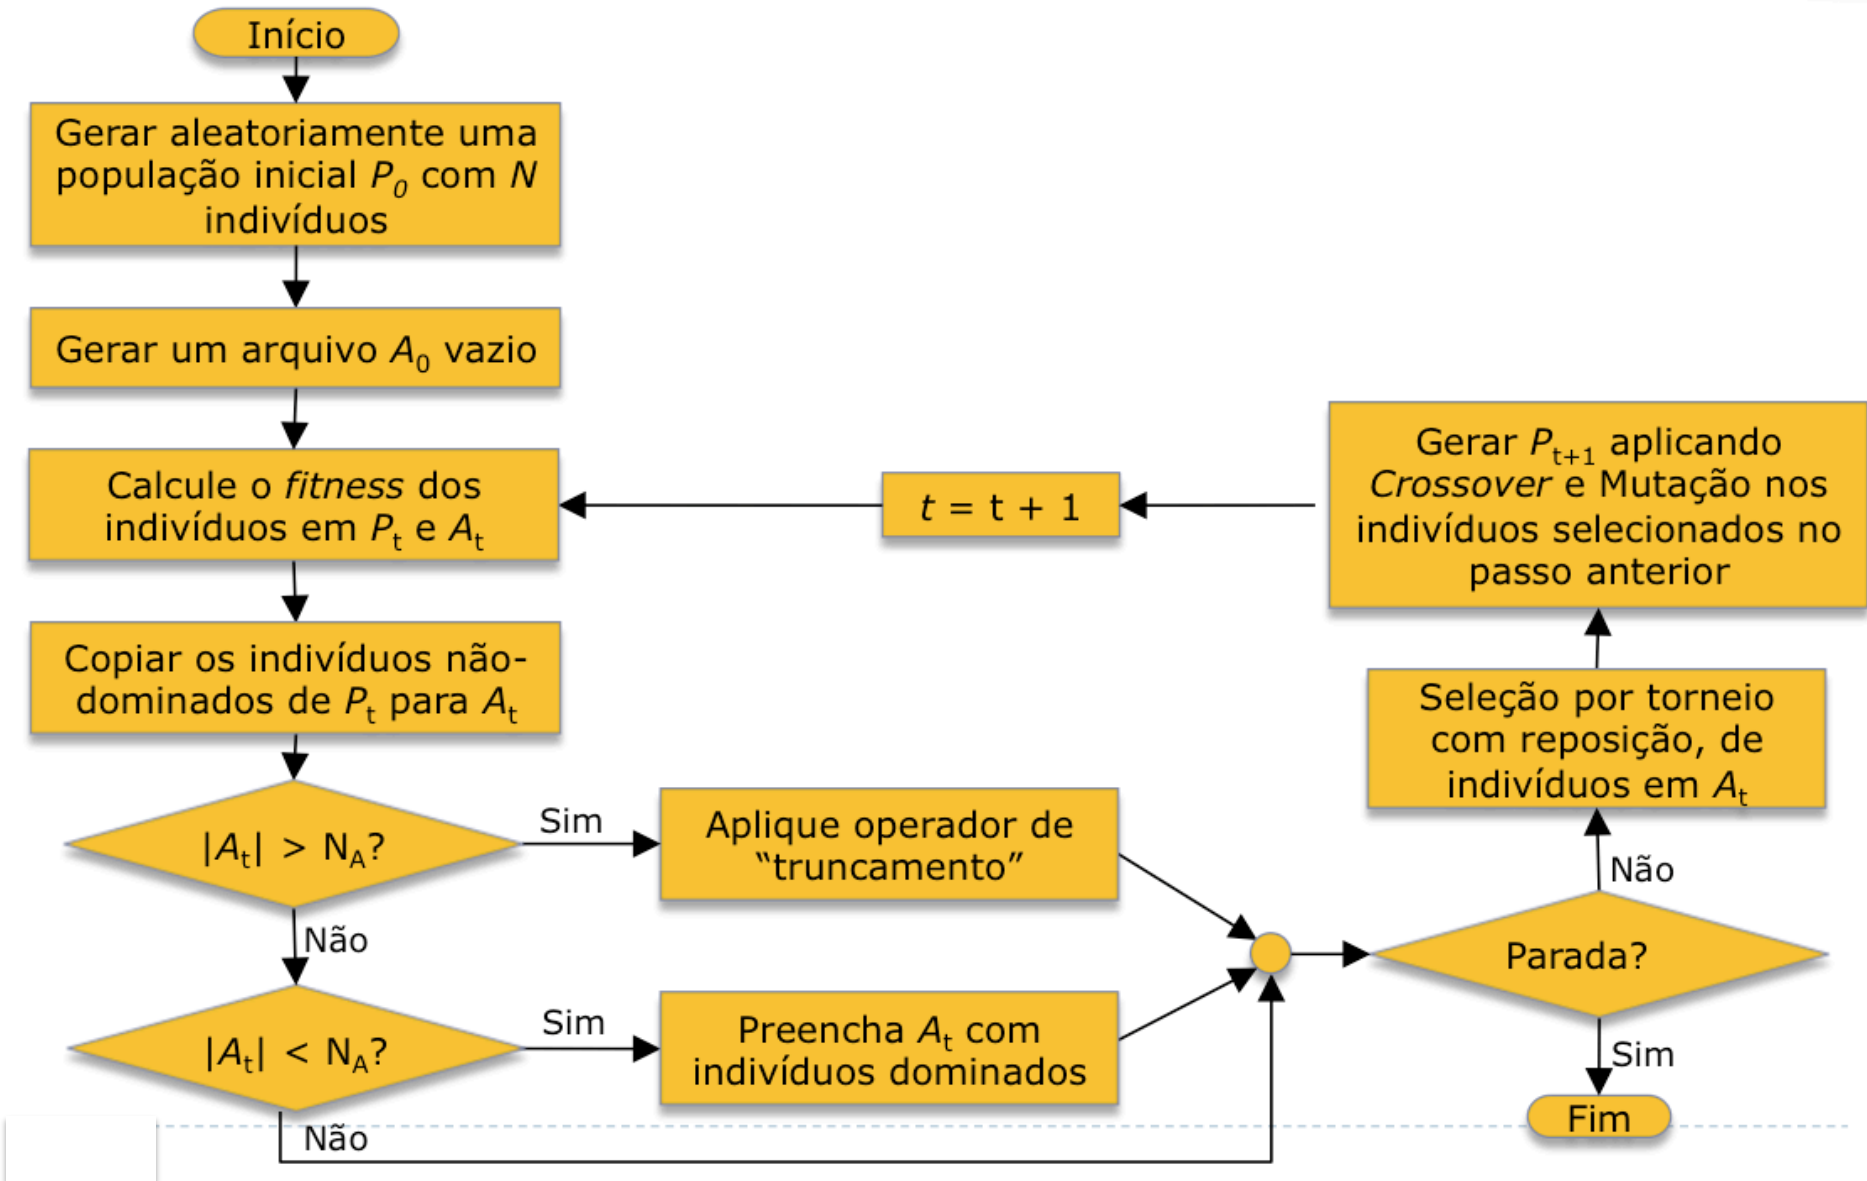 Início
Gerar aleatoriamente uma
população inicial P0 com N
indivíduos
Gerar um arquivo A0 vazio
Calcule o fitness dos
indivíduos em Pt e At
Copiar os indivíduos não-
dominados de Pt para At
|At| > NA?
Sim
Aplique operador de
“truncamento”
Não
|At| < NA?
Sim
Preencha At com
indivíduos dominados
Não
Parada?
Sim
Fim
Não
Seleção por torneio
com reposição, de
indivíduos em At
Gerar Pt+1 aplicando
Crossover e Mutação nos
indivíduos selecionados no
passo anterior
t = t + 1